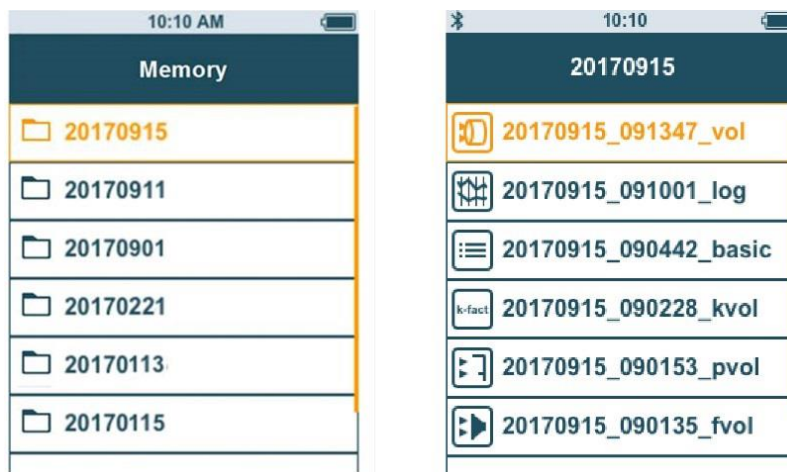 10:10 AM
Memory
20170915
20170911
20170901
20170221
20170113
20170115
10:10
20170915
20170915_091347_vol
20170915_091001_log
20170915_090442_basic
k-fact
20170915_090228_kvol
20170915_090153_pvol
20170915_090135_fvol